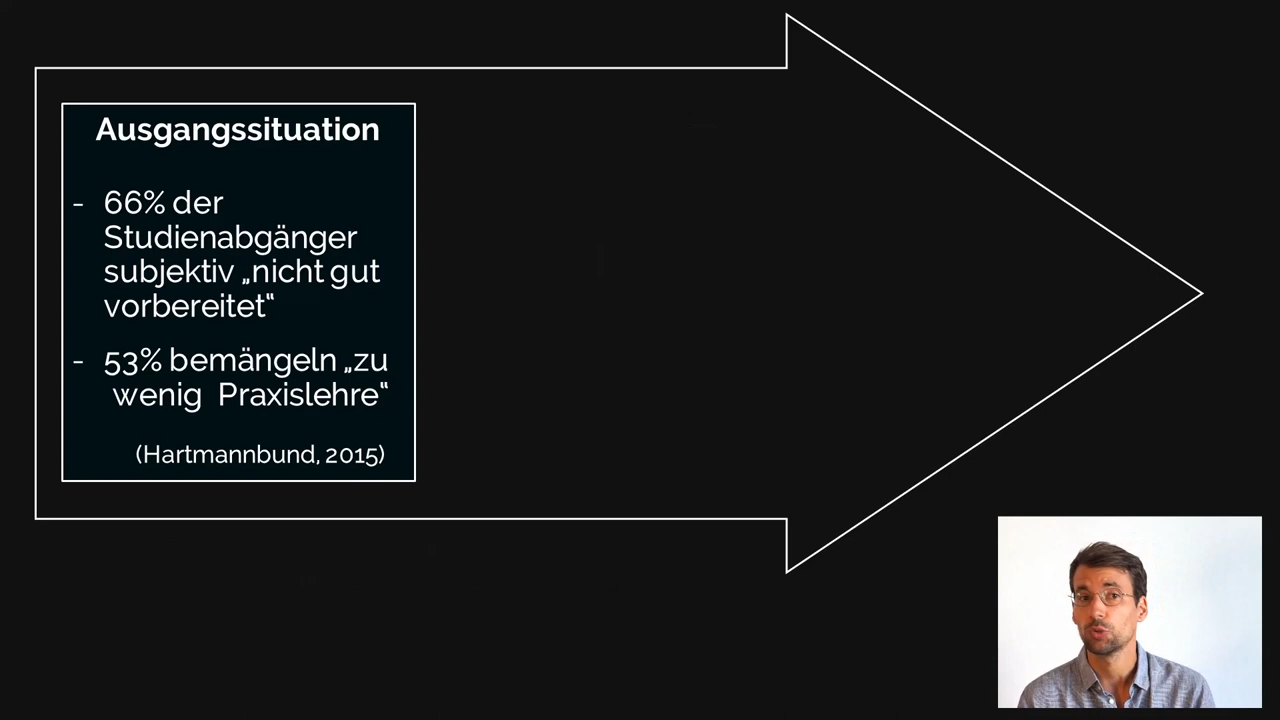 Ausgangssituation
- 66% der
Studienabgänger
subjektiv „nicht gut
vorbereitet“
- 53% bemängeln „zu
wenig Praxislehre“
(Hartmannbund, 2015)